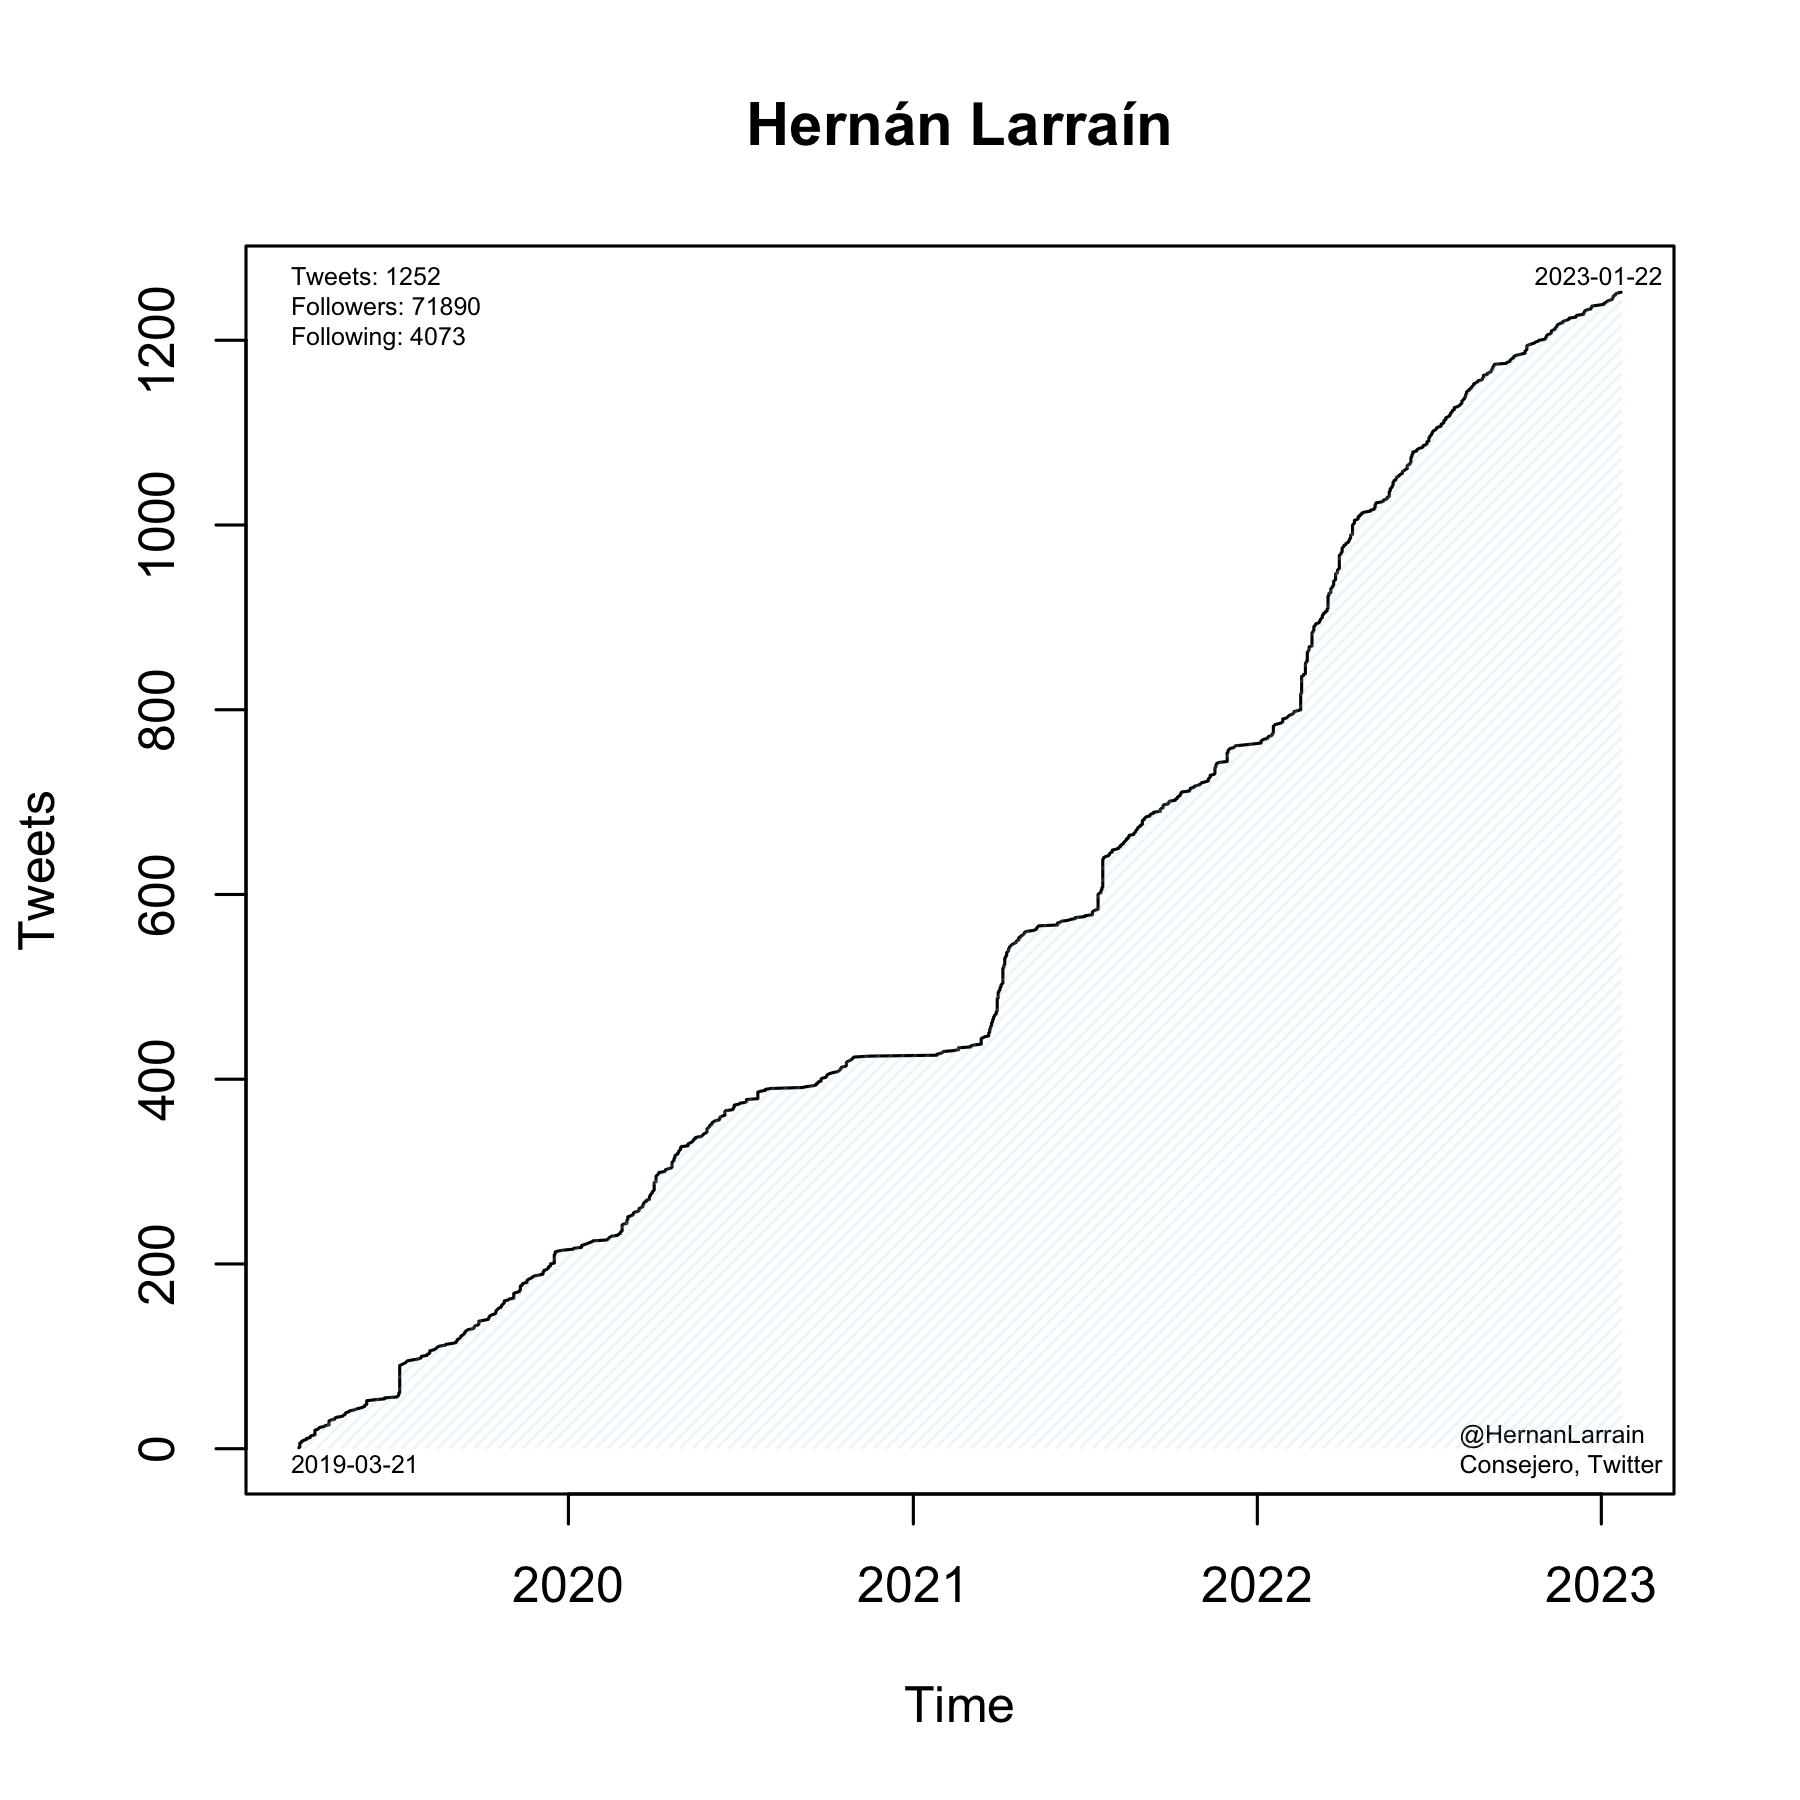 Hernán Larraín
Tweets: 1252
Followers: 71890
Following: 4073
2023-01-22
1200
1000
800
600
400
200
0
Tweets
@HernanLarrain
Consejero, Twitter
2019-03-21
2020
2021
2022
2023
Time